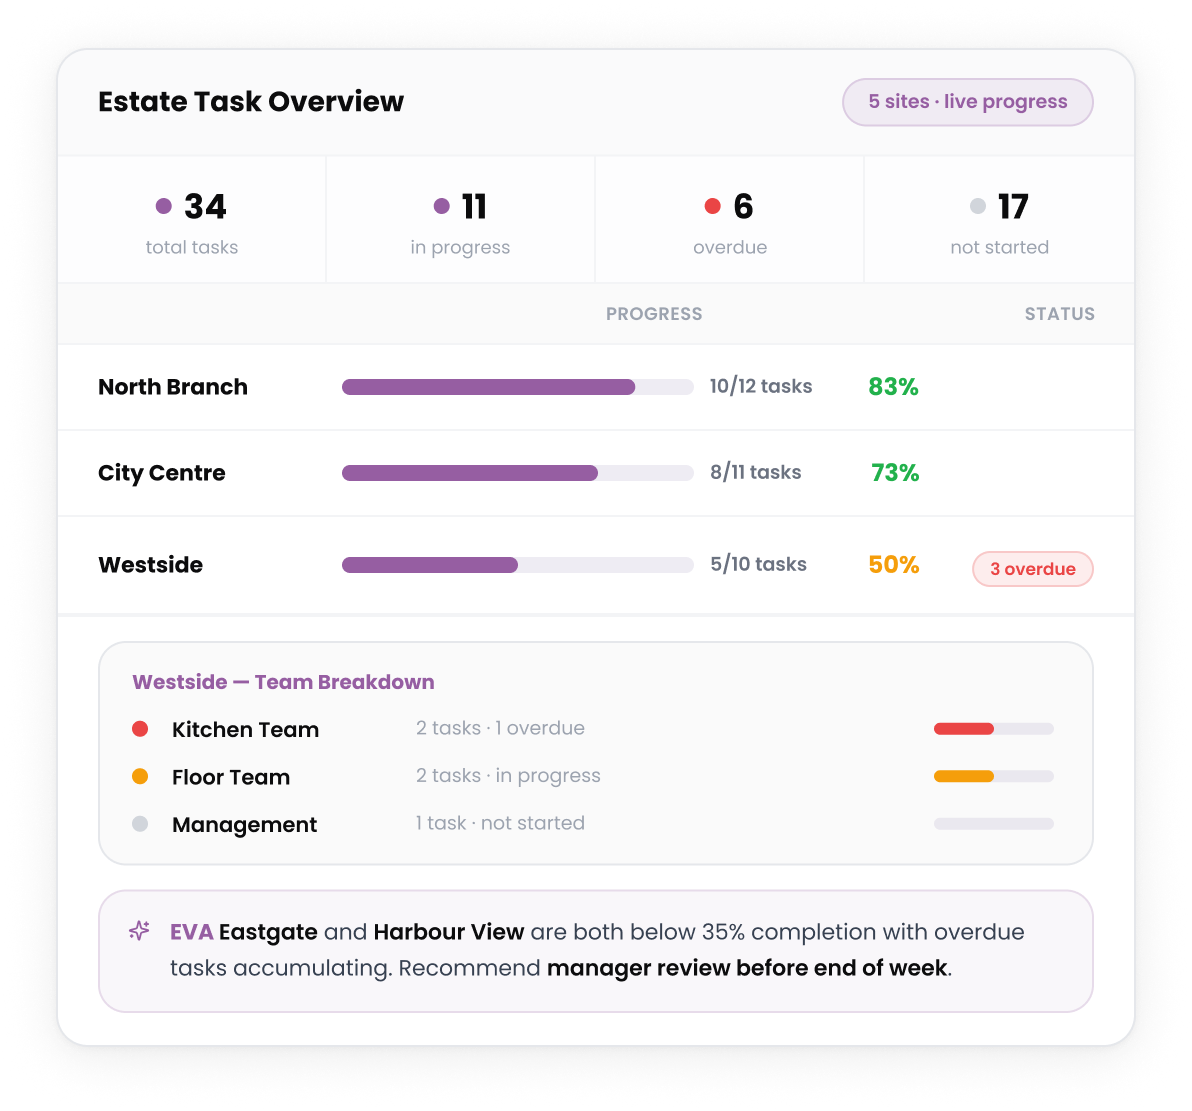 Estate Task Overview
5 sites · live progress
34
total tasks
11
in progress
6
overdue
17
not started
PROGRESS
STATUS
North Branch
10/12 tasks
83%
City Centre
8/11 tasks
73%
Westside
5/10 tasks
50%
3 overdue
Westside — Team Breakdown
Kitchen Team
2 tasks · 1 overdue
Floor Team
2 tasks · in progress
Management
1 task · not started
EVA Eastgate and Harbour View are both below 35% completion with overdue
tasks accumulating. Recommend manager review before end of week.